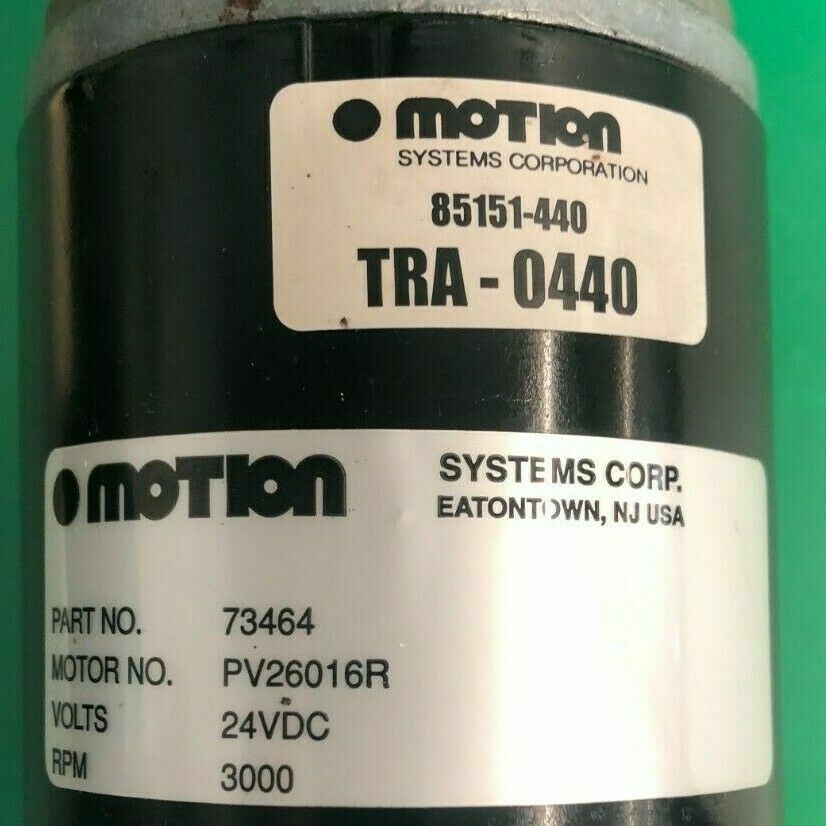 MOTION
SYSTEMS CORPORATION
85151-440
TRA - 0440
MOTION SYSTEMS CORP.
EATONTOWN, NJ USA
PART NO. 73464
MOTOR NO. PV26016R
VOLTS 24VDC
RPM 3000